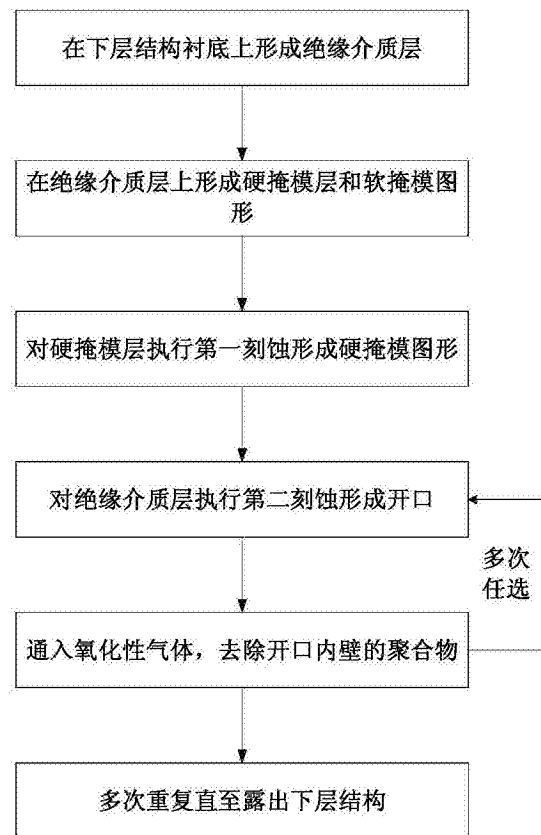 在下层结构衬底上形成绝缘介质层
在绝缘介质层上形成硬掩模层和软掩模图
形
对硬掩模层执行第一刻蚀形成硬掩模图形
对绝缘介质层执行第二刻蚀形成开口
多次
任选
通入氧化性气体，去除开口内壁的聚合物
多次重复直至露出下层结构